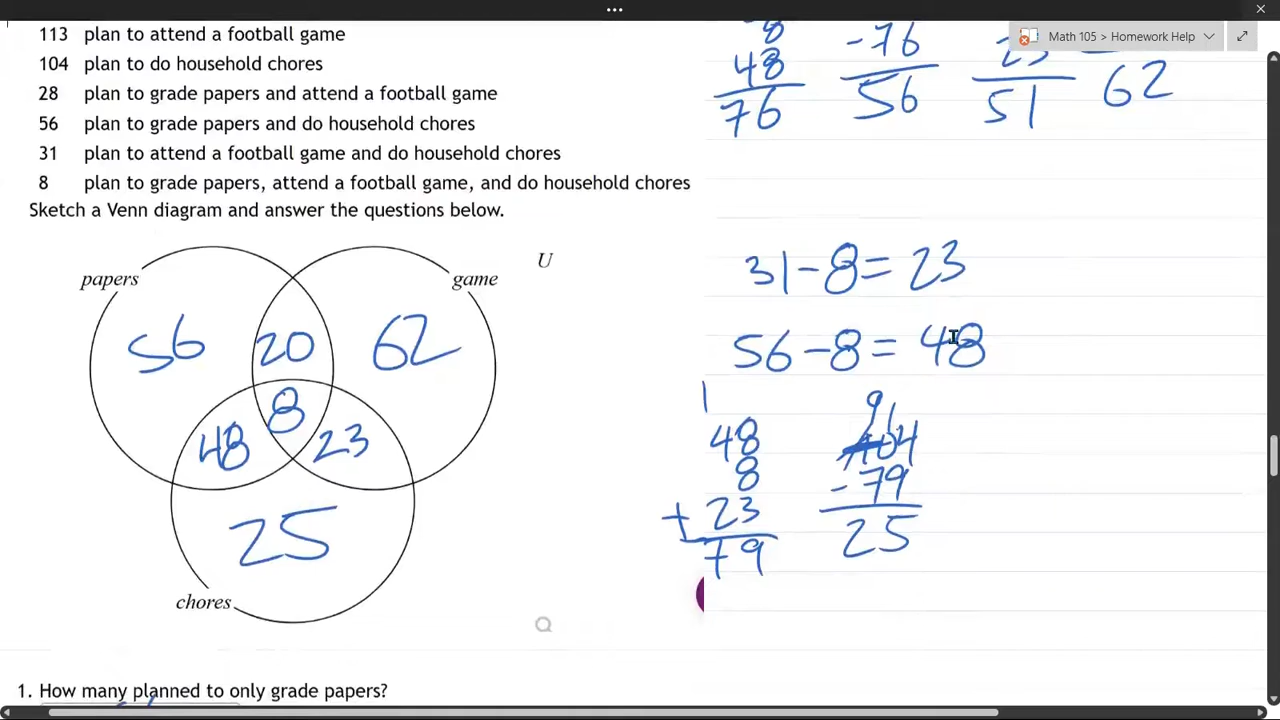 Math 105 > Homework Help
113 plan to attend a football game
104 plan to do household chores
28 plan to grade papers and attend a football game
56 plan to grade papers and do household chores
31 plan to attend a football game and do household chores
8 plan to grade papers, attend a football game, and do household chores
Sketch a Venn diagram and answer the questions below.
papers
game
U
56
20
62
8
48
23
25
chores
8
48
76
-76
56
51
62
31-8=23
56-8=48
1
48
8
+23
79
91
104
-79
25
1. How many planned to only grade papers?